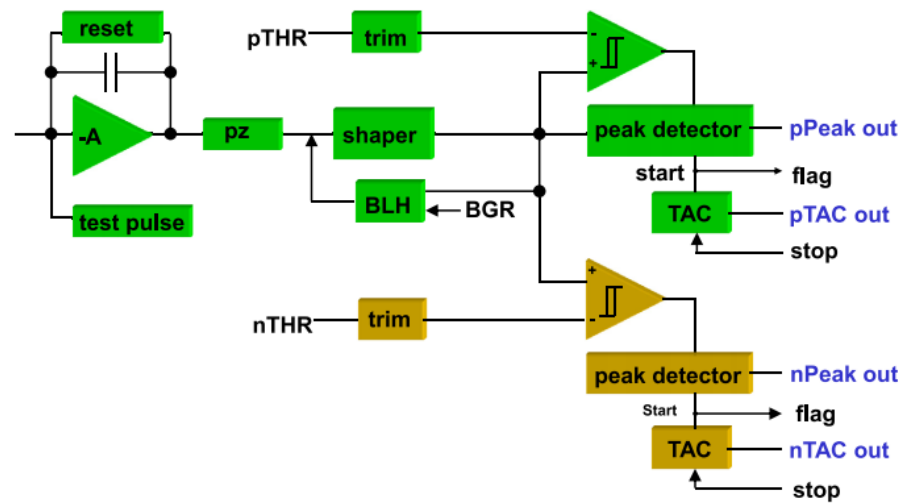 reset
pTHR
trim
-
+
-A
pz
shaper
peak detector
pPeak out
start
flag
BLH
BGR
TAC
pTAC out
test pulse
stop
+
-
nTHR
trim
peak detector
nPeak out
Start
flag
TAC
nTAC out
stop